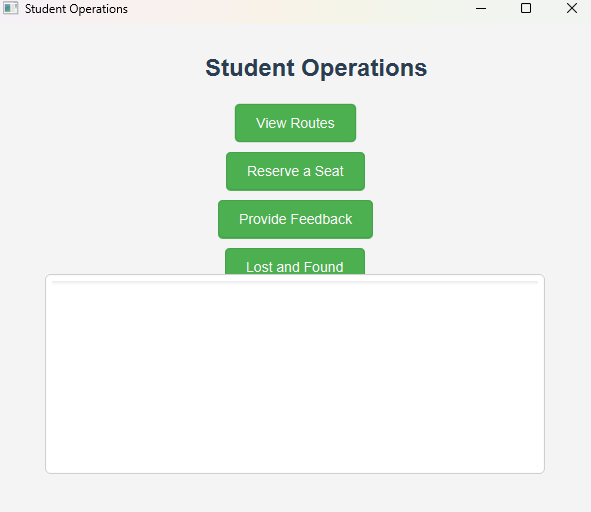 Student Operations
Student Operations
View Routes
Reserve a Seat
Provide Feedback
Lost and Found